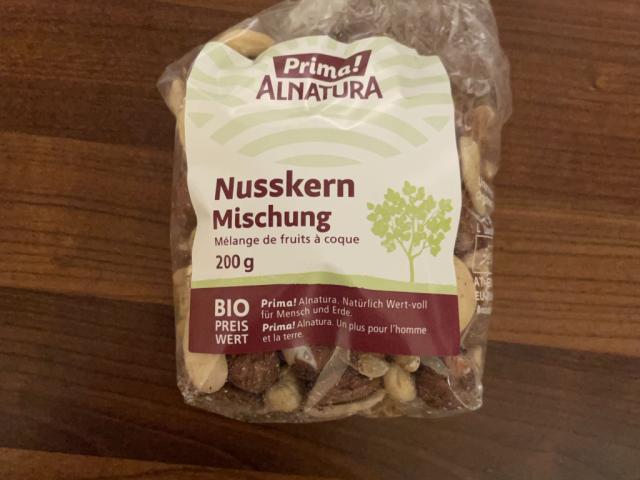 Prima!
ALNATURA
Nusskern
Mischung
Mélange de fruits à coque
200 g
BIO
PREIS
WERT
Prima! Alnatura. Natürlich Wert-voll
für Mensch und Erde.
Prima! Alnatura. Un plus pour l'homme
et la terre.